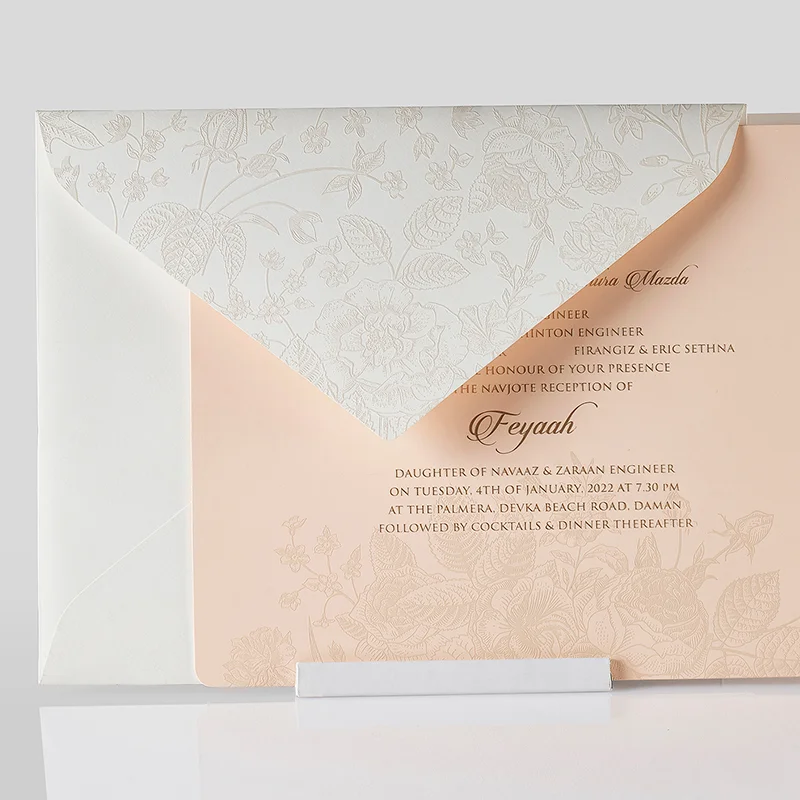 Mazda
ENGINEER
FIRANGIZ & ERIC SETHNA
HONOUR OF YOUR PRESENCE
THE NAVJOTE RECEPTION OF
Feyaah
DAUGHTER OF NAVAAZ & ZARAAN ENGINEER
ON TUESDAY, 4TH OF JANUARY, 2022 AT 7.30 PM
AT THE PALMERA, DEVKA BEACH ROAD, DAMAN
FOLLOWED BY COCKTAILS & DINNER THEREAFTER